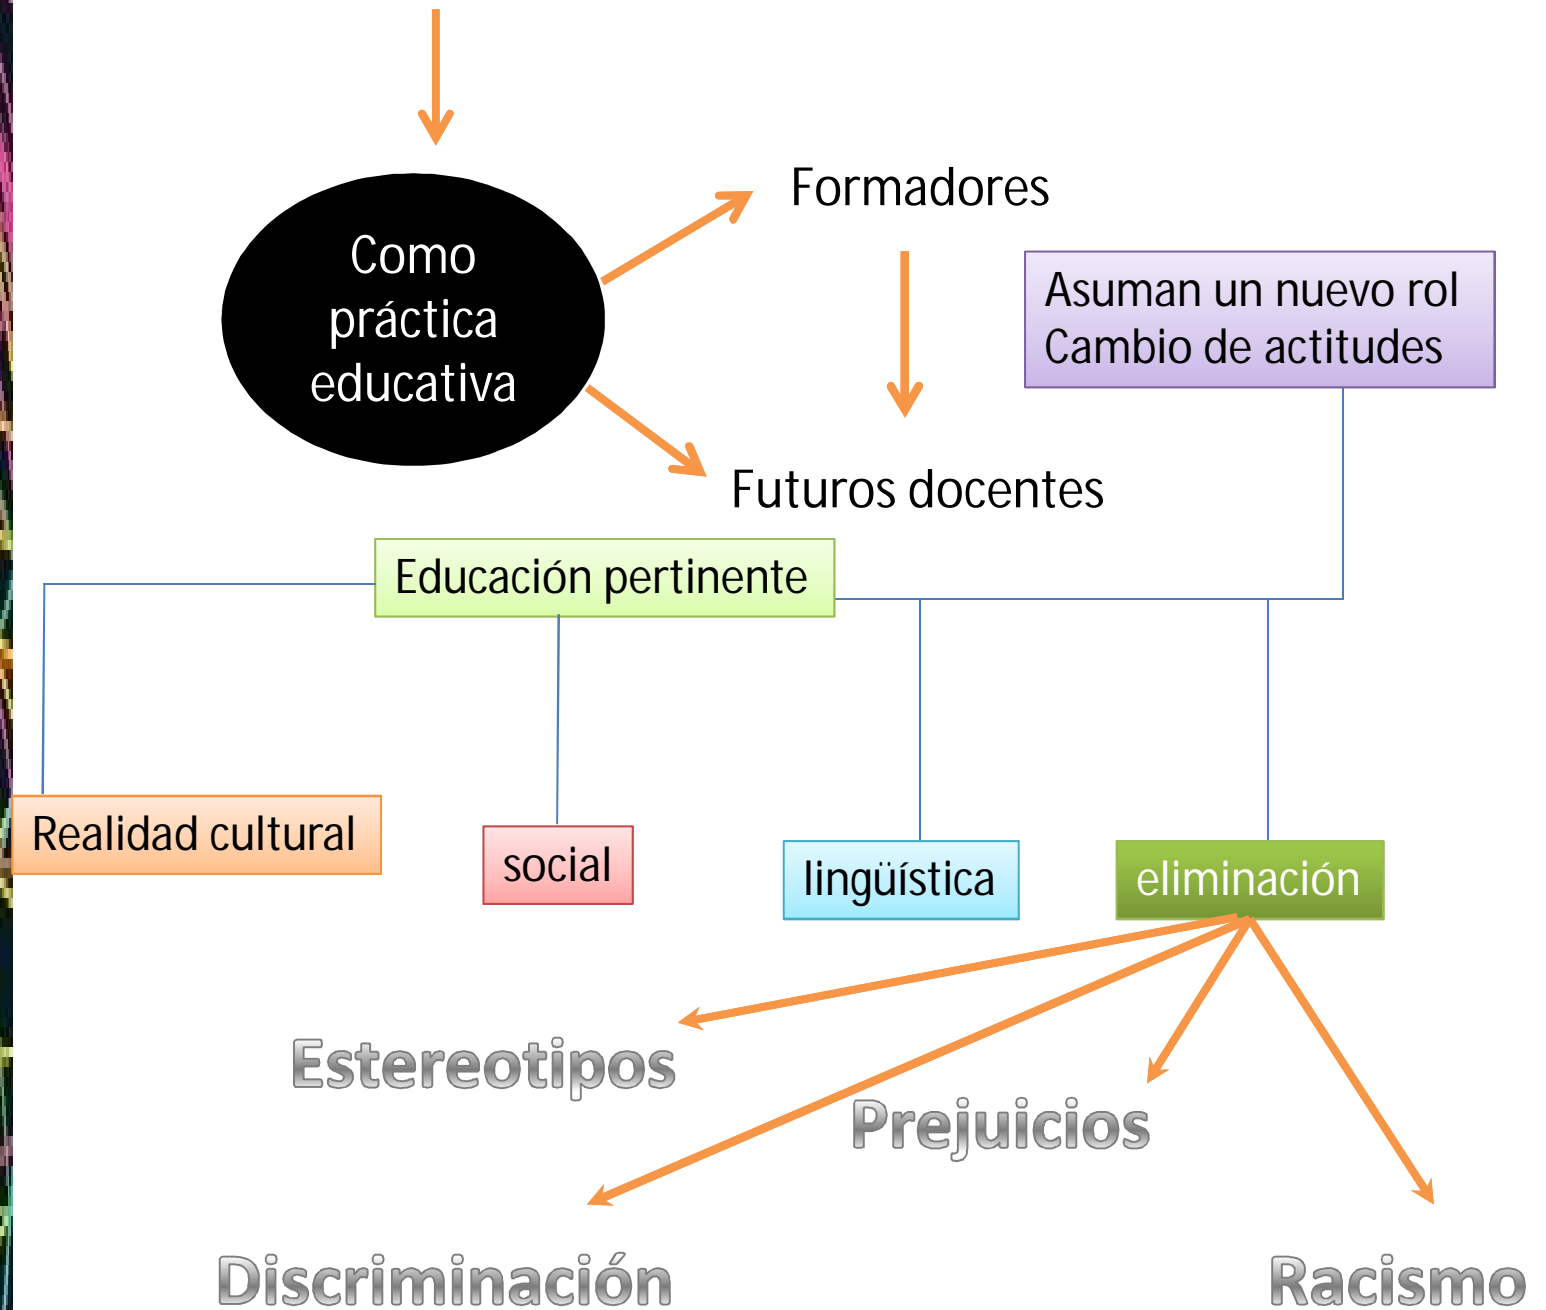 Formadores
Como
práctica
educativa
Asuman un nuevo rol
Cambio de actitudes
Futuros docentes
Educación pertinente
Realidad cultural
social
lingüística
eliminación
Estereotipos
Prejuicios
Discriminación
Racismo